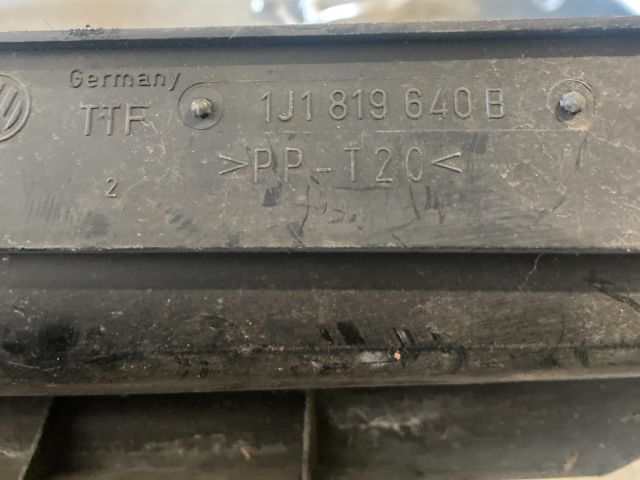 Germany
TTF 1J1 819 640 B
>PP-T20<
2